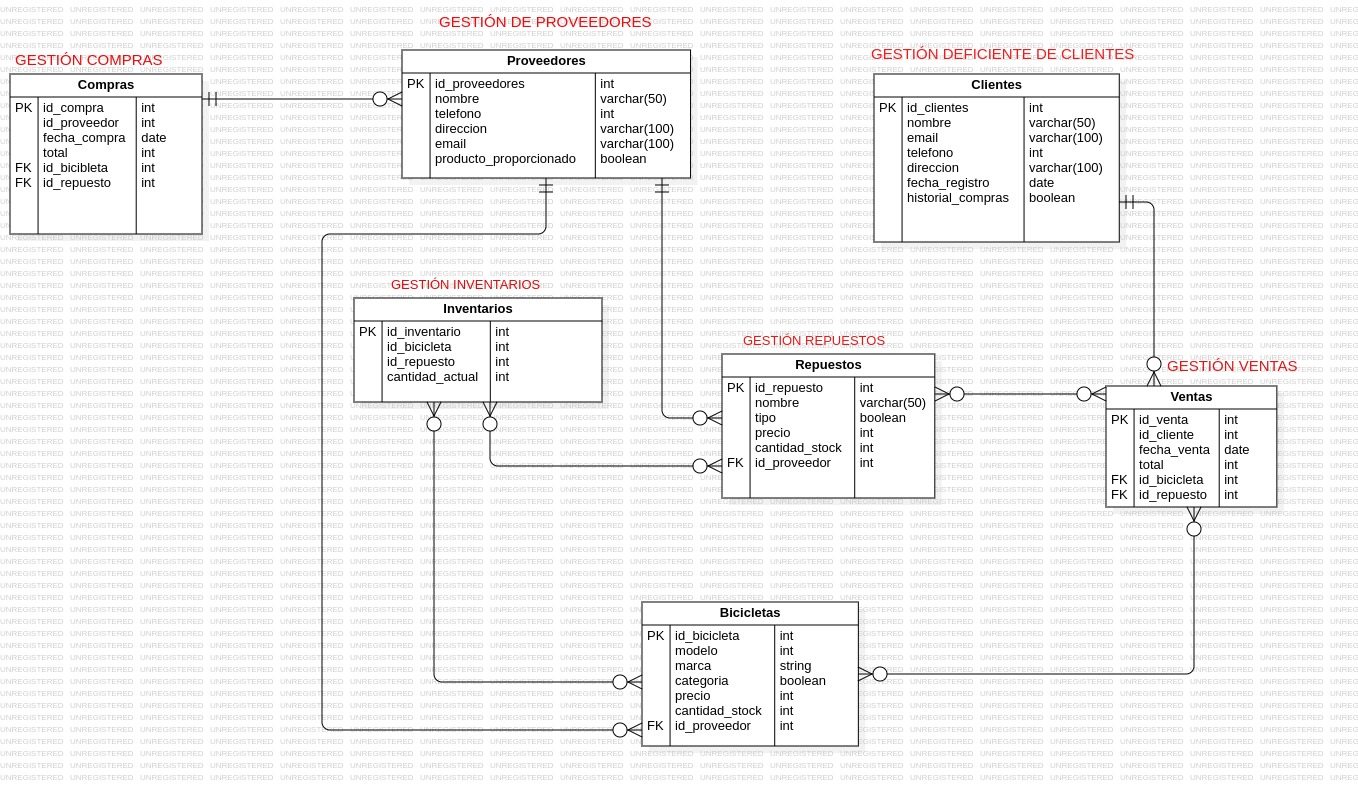 GESTIÓN DE PROVEEDORES
GESTIÓN COMPRAS
GESTIÓN DEFICIENTE DE CLIENTES
Compras
PK id_compra int
id_proveedor int
fecha_compra date
total int
FK id_bicibleta int
FK id_repuesto int
Proveedores
PK id_proveedores int
nombre varchar(50)
telefono int
direccion varchar(100)
email varchar(100)
producto_proporcionado boolean
Clientes
PK id_clientes int
nombre varchar(50)
email varchar(100)
telefono int
direccion varchar(100)
fecha_registro date
historial_compras boolean
GESTIÓN INVENTARIOS
Inventarios
PK id_inventario int
id_bicicleta int
id_repuesto int
cantidad_actual int
GESTIÓN REPUESTOS
Repuestos
PK id_repuesto int
nombre varchar(50)
tipo boolean
precio int
cantidad_stock int
FK id_proveedor int
GESTIÓN VENTAS
Ventas
PK id_venta int
id_cliente int
fecha_venta date
total int
FK id_bicicleta int
FK id_repuesto int
Bicicletas
PK id_bicicleta int
modelo int
marca string
categoria boolean
precio int
cantidad_stock int
FK id_proveedor int
UNREGISTERED